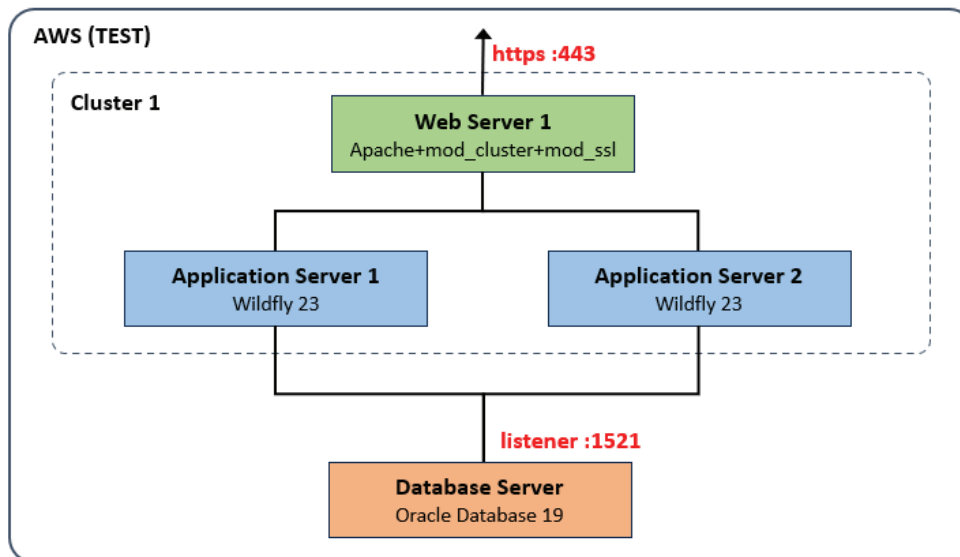 AWS (TEST)
https :443
Cluster 1
Web Server 1
Apache+mod_cluster+mod_ssl
Application Server 1
Wildfly 23
Application Server 2
Wildfly 23
listener :1521
Database Server
Oracle Database 19